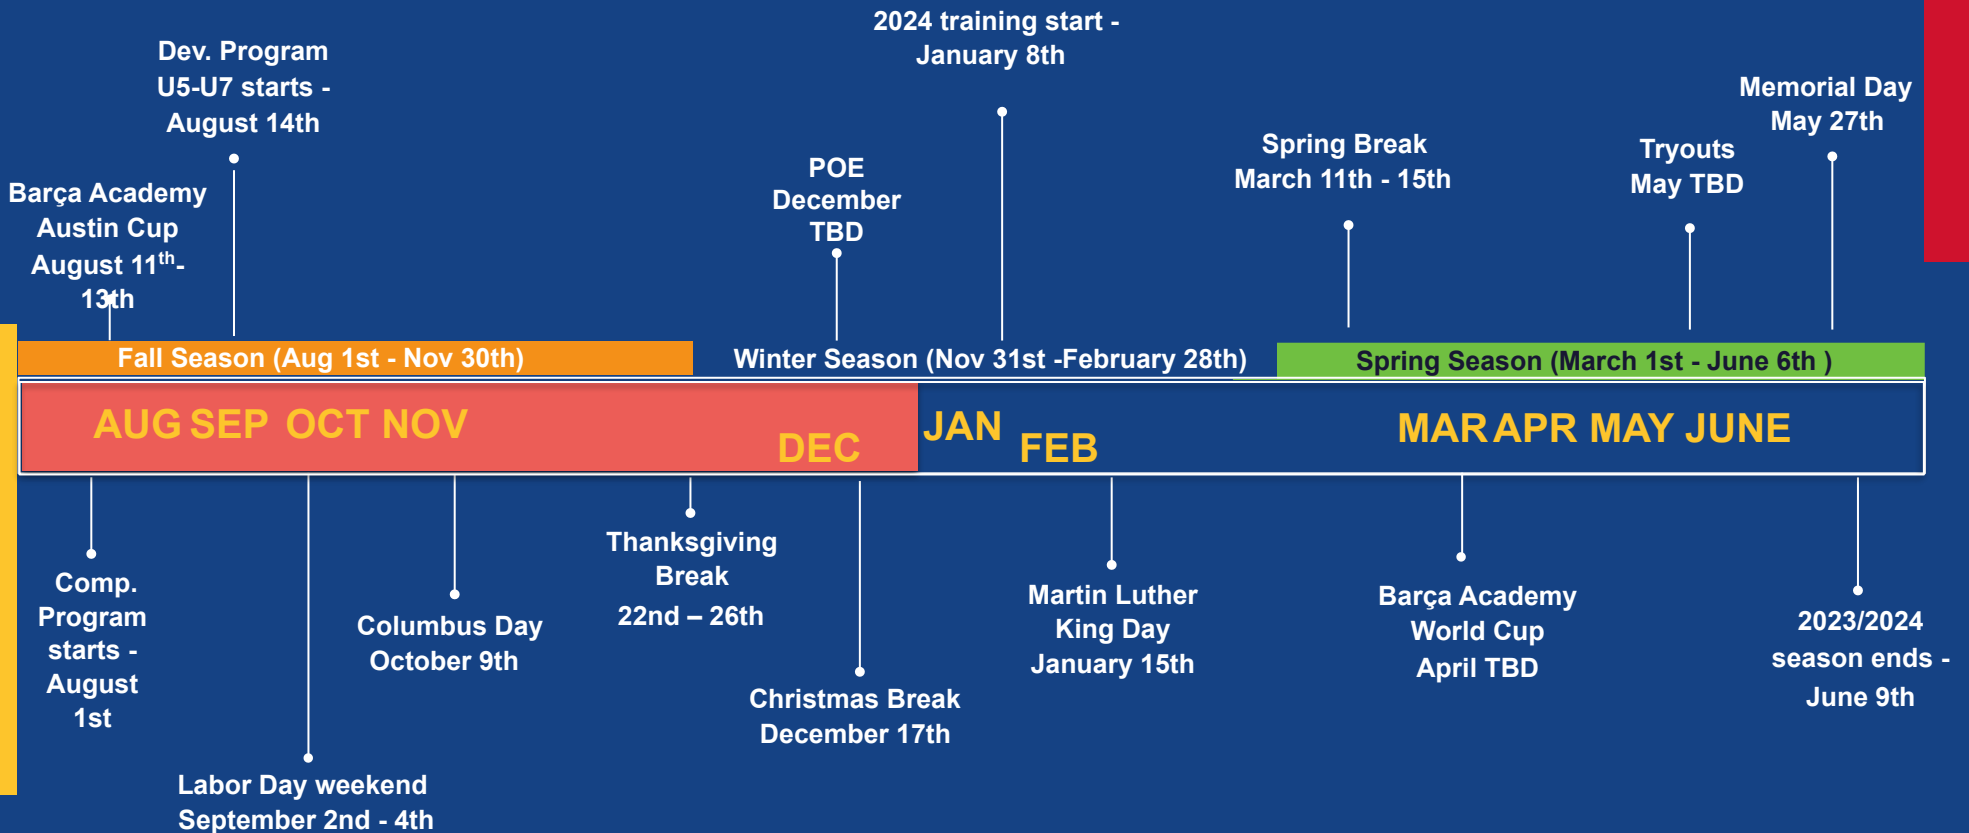 2024 training start -
January 8th
Dev. Program
U5-U7 starts -
August 14th
Memorial Day
May 27th
Spring Break
March 11th - 15th
Tryouts
May TBD
POE
December
TBD
Barça Academy
Austin Cup
August 11th-
13th
Fall Season (Aug 1st - Nov 30th)
Winter Season (Nov 31st -February 28th)
Spring Season (March 1st - June 6th )
AUG SEP OCT NOV
DEC
JAN
FEB
MAR APR MAY JUNE
Comp.
Program
starts -
August
1st
Labor Day weekend
September 2nd - 4th
Columbus Day
October 9th
Thanksgiving
Break
22nd – 26th
Christmas Break
December 17th
Martin Luther
King Day
January 15th
Barça Academy
World Cup
April TBD
2023/2024
season ends -
June 9th